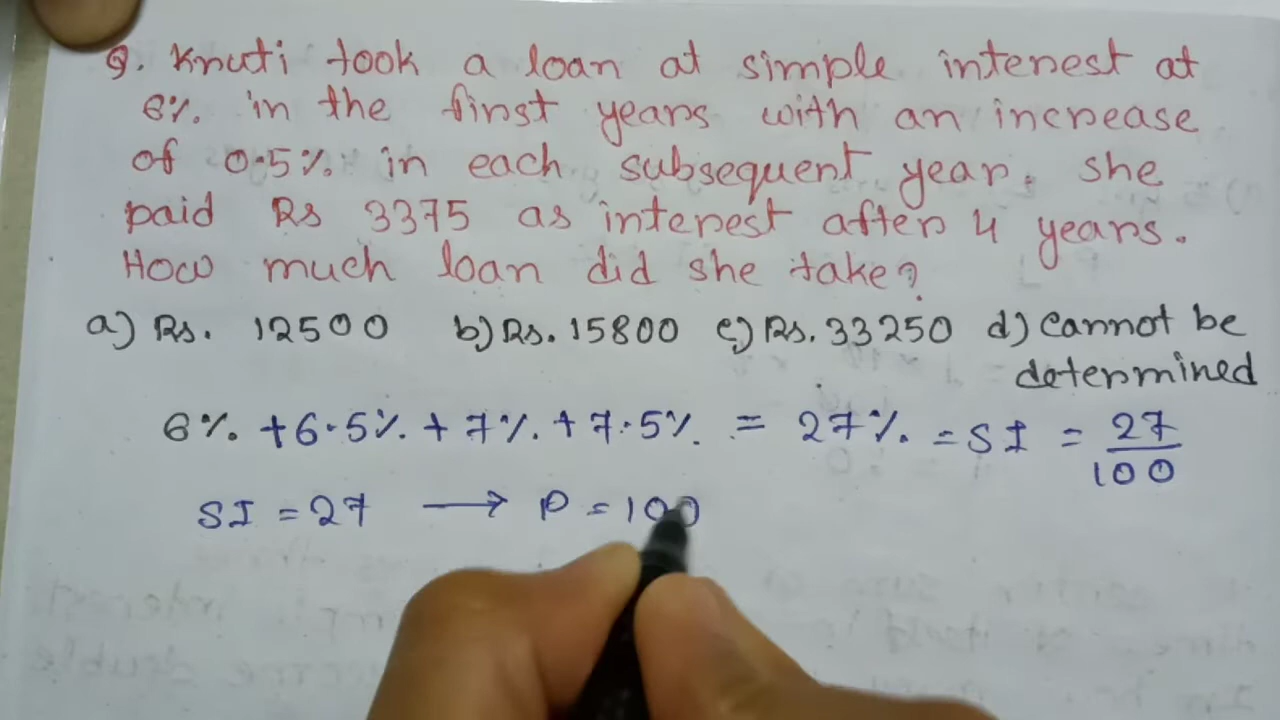 Q. Kruti took a loan at simple interest at
6% in the first years with an increase
of 0.5% in each subsequent year. she
paid Rs 3375 as interest after 4 years.
How much loan did she take?
a) Rs. 12500 b) Rs. 15800 c) Rs. 33250 d) Cannot be
determined
6% + 6.5% + 7% + 7.5% = 27% = SI = 27/100
SI = 27 → P = 100